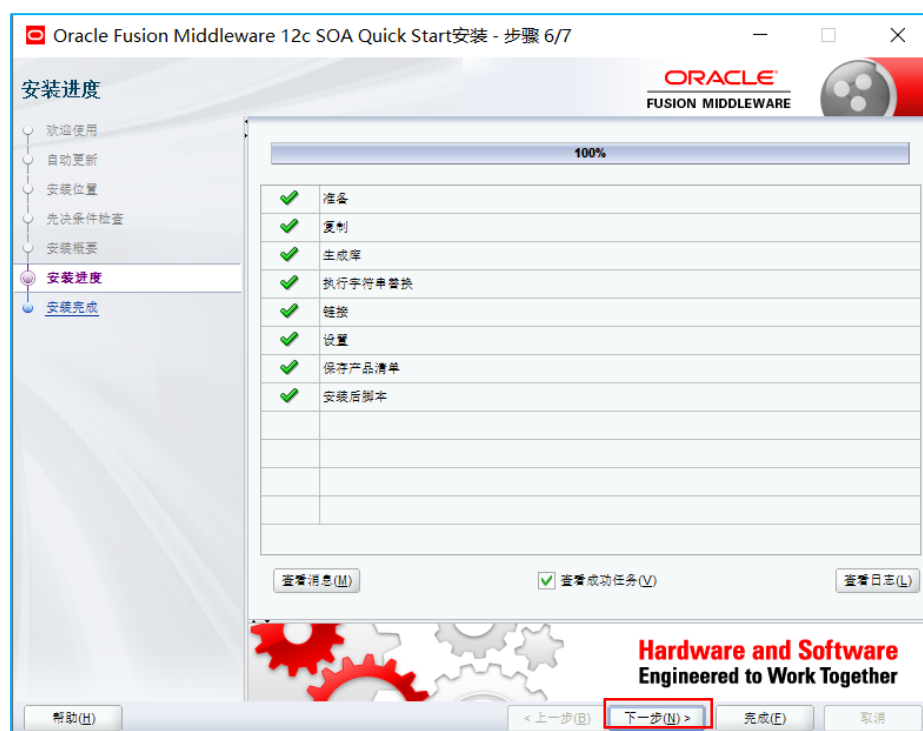 Oracle Fusion Middleware 12c SOA Quick Start安装 - 步骤 6/7
安装进度
ORACLE
FUSION MIDDLEWARE
欢迎使用
自动更新
安装位置
先决条件检查
安装概要
安装进度
安装完成
100%
准备
复制
生成库
执行字符串替换
链接
设置
保存产品清单
安装后脚本
查看消息(M)
查看成功任务(V)
查看日志(L)
Hardware and Software
Engineered to Work Together
帮助(H)
< 上一步(B)
下一步(N) >
完成(F)
取消